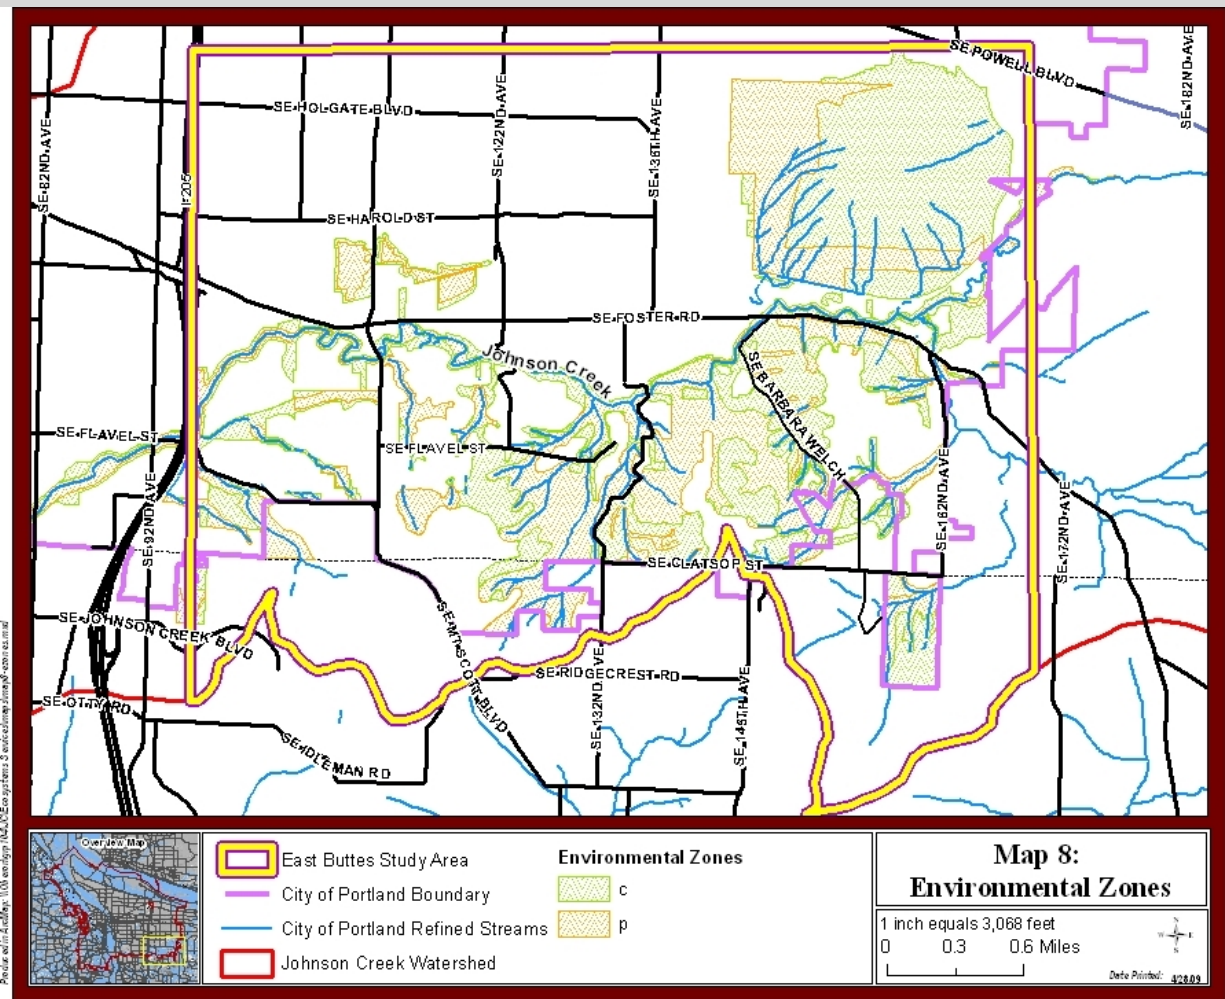 SE POWELL BLVD
SE 182ND AVE
SE HOLGATE BLVD
SE 82ND AVE
SE 122ND AVE
SE 136TH AVE
I-205
SE HAROLD ST
SE FOSTER RD
Johnson Creek
SE BARBARA WELCH
SE FLAVEL ST
SE FLAVEL ST
SE 92ND AVE
SE 162ND AVE
SE 172ND AVE
SE CLATSOP ST
SE JOHNSON CREEK BLVD
SE MT SCOTT BLVD
SE RIDGECREST RD
SE 132ND AVE
SE 145TH AVE
SE OTTY RD
SE IDLEMAN RD
Overview Map
East Buttes Study Area
City of Portland Boundary
City of Portland Refined Streams
Johnson Creek Watershed
Environmental Zones
c
p
Map 8:
Environmental Zones
1 inch equals 3,068 feet
0 0.3 0.6 Miles
N
W E
S
Date Printed: 4/28/09
Produced in ArcMap: